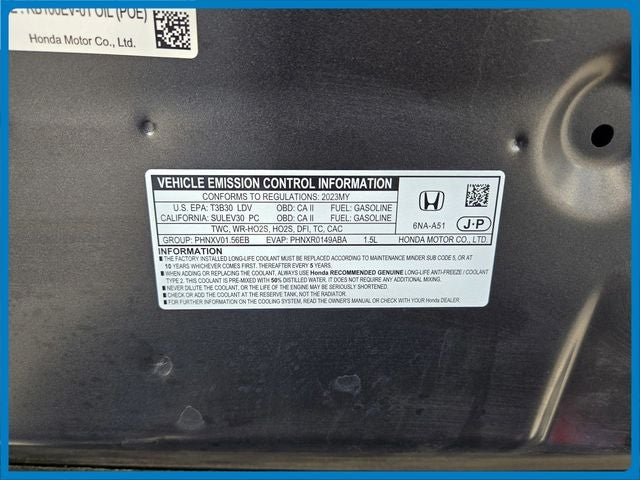 RB100EV-01 OIL (POE)
Honda Motor Co., Ltd.
VEHICLE EMISSION CONTROL INFORMATION
CONFORMS TO REGULATIONS: 2023MY
U.S. EPA: T3B30 LDV OBD: CA II FUEL: GASOLINE
CALIFORNIA: SULEV30 PC OBD: CA II FUEL: GASOLINE
TWC, WR-HO2S, HO2S, DFI, TC, CAC
GROUP: PHNXV01.56EB EVAP: PHNXR0149ABA 1.5L
6NA-A51
J-P
HONDA MOTOR CO., LTD.
INFORMATION
■ THE FACTORY INSTALLED LONG-LIFE COOLANT MUST BE REPLACED ACCORDING TO MAINTENANCE MINDER SUB CODE 5, OR AT
10 YEARS WHICHEVER COMES FIRST. THEREAFTER EVERY 5 YEARS.
■ WHEN ADDING OR REPLACING THE COOLANT, ALWAYS USE Honda RECOMMENDED GENUINE LONG-LIFE ANTI-FREEZE / COOLANT
TYPE 2. THIS COOLANT IS PRE-MIXED WITH 50% DISTILLED WATER. IT DOES NOT REQUIRE ANY ADDITIONAL MIXING.
■ NEVER DILUTE THE COOLANT, OR THE LIFE OF THE ENGINE MAY BE SERIOUSLY SHORTENED.
■ CHECK OR ADD COOLANT AT THE RESERVE TANK, NOT THE RADIATOR.
■ FOR FURTHER INFORMATION ON THE COOLING SYSTEM, READ THE OWNER'S MANUAL OR CONTACT YOUR Honda DEALER.